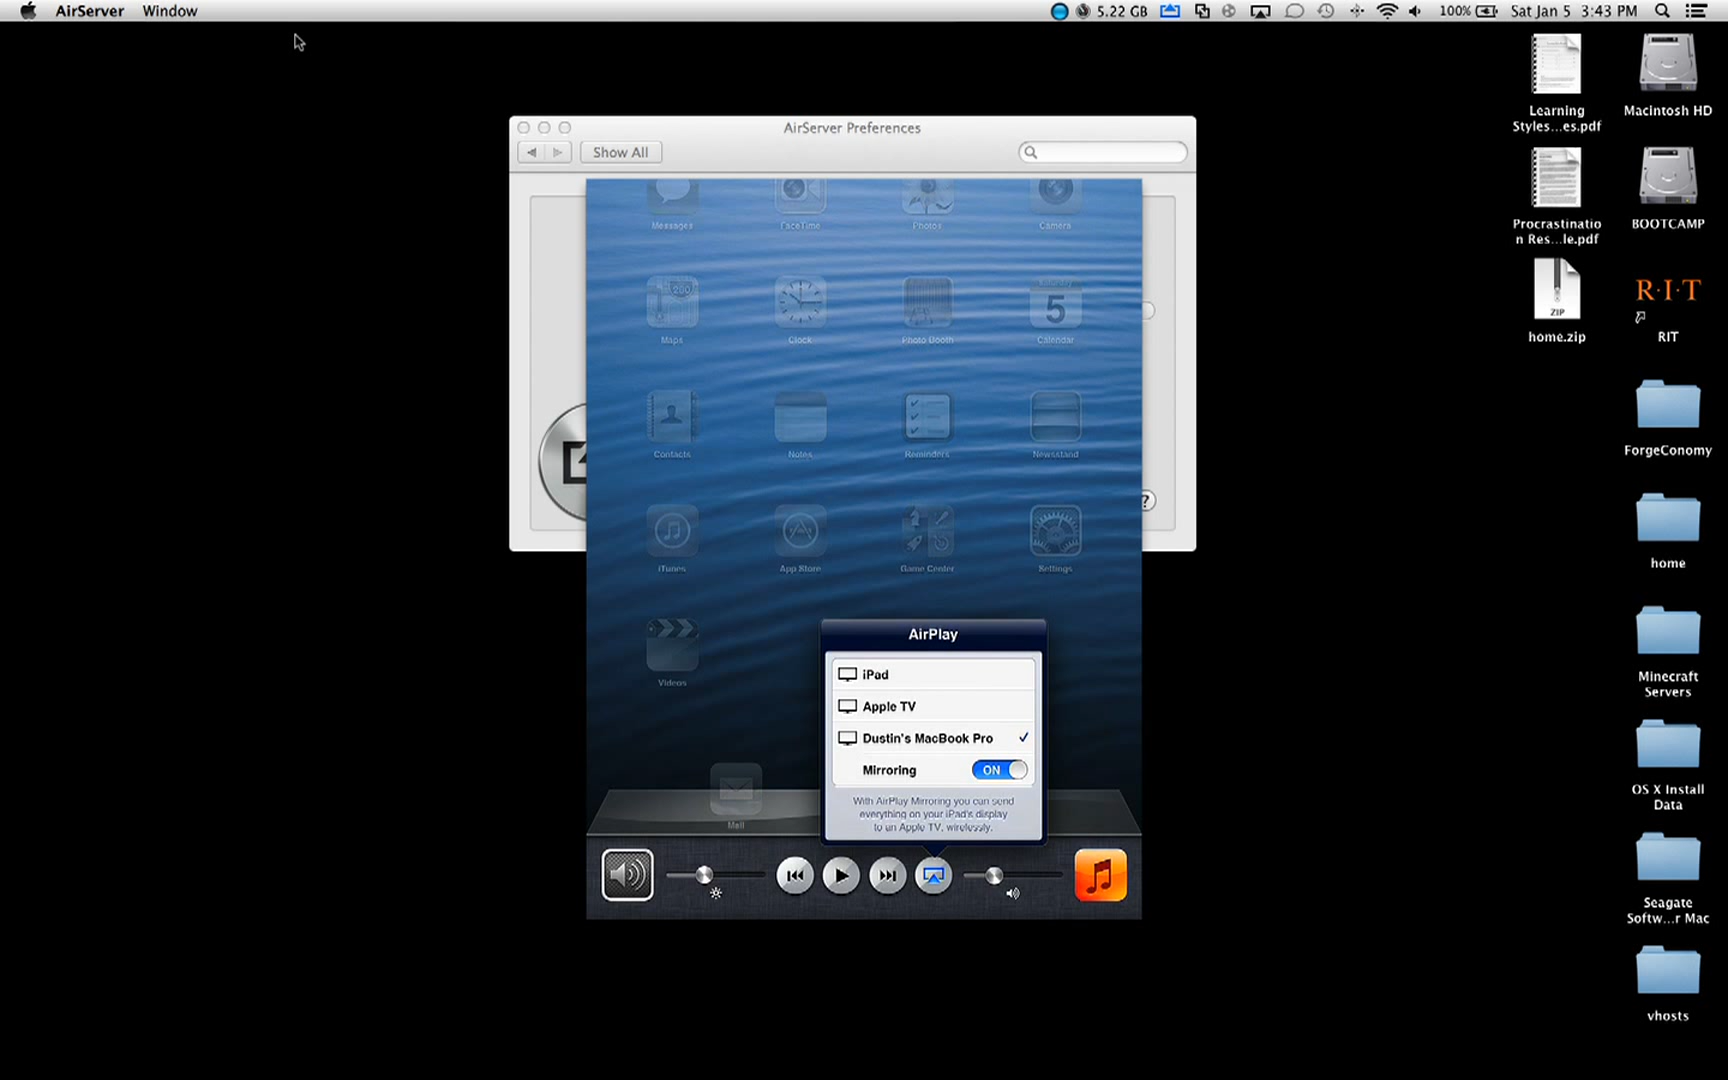 AirServer Window
5.22 GB
100%
Sat Jan 5 3:43 PM
AirServer Preferences
Show All
Messages
FaceTime
Photos
Camera
Maps
Clock
Photo Booth
Saturday
5
Calendar
Contacts
Notes
Reminders
Newsstand
iTunes
App Store
Game Center
Settings
Videos
Mail
AirPlay
iPad
Apple TV
Dustin's MacBook Pro
Mirroring
ON
With AirPlay Mirroring you can send
everything on your iPad's display
to an Apple TV, wirelessly.
?
Learning
Styles...es.pdf
Macintosh HD
Procrastinatio
n Res...le.pdf
BOOTCAMP
ZIP
home.zip
R·I·T
RIT
ForgeConomy
home
Minecraft
Servers
OS X Install
Data
Seagate
Softw...r Mac
vhosts